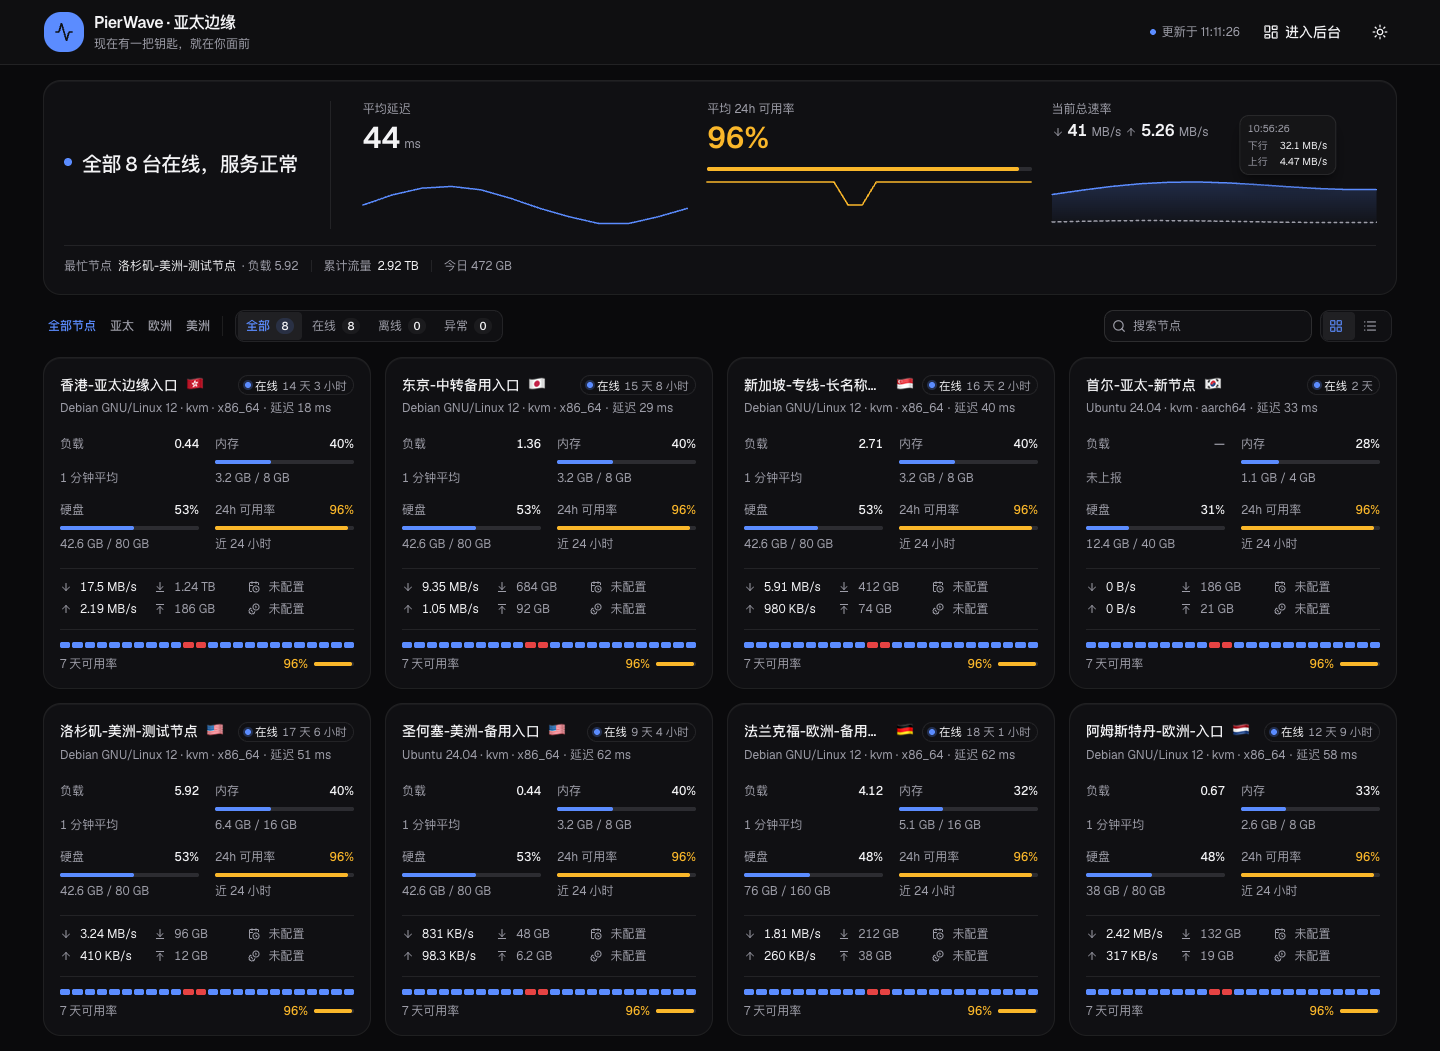 PierWave · 亚太边缘
现在有一把钥匙，就在你面前
更新于 11:11:26
进入后台
全部 8 台在线，服务正常
平均延迟
44 ms
平均 24h 可用率
96%
当前总速率
↓ 41 MB/s ↑ 5.26 MB/s
10:56:26
下行 32.1 MB/s
上行 4.47 MB/s
最忙节点 洛杉矶-美洲-测试节点 · 负载 5.92
累计流量 2.92 TB
今日 472 GB
全部节点 亚太 欧洲 美洲
全部 8 在线 8 离线 0 异常 0
搜索节点
香港-亚太边缘入口 在线 14 天 3 小时
Debian GNU/Linux 12 · kvm · x86_64 · 延迟 18 ms
负载 0.44 内存 40%
1 分钟平均 3.2 GB / 8 GB
硬盘 53% 24h 可用率 96%
42.6 GB / 80 GB 近 24 小时
↓ 17.5 MB/s 1.24 TB 未配置
↑ 2.19 MB/s 186 GB 未配置
7 天可用率 96%
东京-中转备用入口 在线 15 天 8 小时
Debian GNU/Linux 12 · kvm · x86_64 · 延迟 29 ms
负载 1.36 内存 40%
1 分钟平均 3.2 GB / 8 GB
硬盘 53% 24h 可用率 96%
42.6 GB / 80 GB 近 24 小时
↓ 9.35 MB/s 684 GB 未配置
↑ 1.05 MB/s 92 GB 未配置
7 天可用率 96%
新加坡-专线-长名称... 在线 16 天 2 小时
Debian GNU/Linux 12 · kvm · x86_64 · 延迟 40 ms
负载 2.71 内存 40%
1 分钟平均 3.2 GB / 8 GB
硬盘 53% 24h 可用率 96%
42.6 GB / 80 GB 近 24 小时
↓ 5.91 MB/s 412 GB 未配置
↑ 980 KB/s 74 GB 未配置
7 天可用率 96%
首尔-亚太-新节点 在线 2 天
Ubuntu 24.04 · kvm · aarch64 · 延迟 33 ms
负载 — 内存 28%
未上报 1.1 GB / 4 GB
硬盘 31% 24h 可用率 96%
12.4 GB / 40 GB 近 24 小时
↓ 0 B/s 186 GB 未配置
↑ 0 B/s 21 GB 未配置
7 天可用率 96%
洛杉矶-美洲-测试节点 在线 17 天 6 小时
Debian GNU/Linux 12 · kvm · x86_64 · 延迟 51 ms
负载 5.92 内存 40%
1 分钟平均 6.4 GB / 16 GB
硬盘 53% 24h 可用率 96%
42.6 GB / 80 GB 近 24 小时
↓ 3.24 MB/s 96 GB 未配置
↑ 410 KB/s 12 GB 未配置
7 天可用率 96%
圣何塞-美洲-备用入口 在线 9 天 4 小时
Ubuntu 24.04 · kvm · x86_64 · 延迟 62 ms
负载 0.44 内存 40%
1 分钟平均 3.2 GB / 8 GB
硬盘 53% 24h 可用率 96%
42.6 GB / 80 GB 近 24 小时
↓ 831 KB/s 48 GB 未配置
↑ 98.3 KB/s 6.2 GB 未配置
7 天可用率 96%
法兰克福-欧洲-备用... 在线 18 天 1 小时
Debian GNU/Linux 12 · kvm · x86_64 · 延迟 62 ms
负载 4.12 内存 32%
1 分钟平均 5.1 GB / 16 GB
硬盘 48% 24h 可用率 96%
76 GB / 160 GB 近 24 小时
↓ 1.81 MB/s 212 GB 未配置
↑ 260 KB/s 38 GB 未配置
7 天可用率 96%
阿姆斯特丹-欧洲-入口 在线 12 天 9 小时
Debian GNU/Linux 12 · kvm · x86_64 · 延迟 58 ms
负载 0.67 内存 33%
1 分钟平均 2.6 GB / 8 GB
硬盘 48% 24h 可用率 96%
38 GB / 80 GB 近 24 小时
↓ 2.42 MB/s 132 GB 未配置
↑ 317 KB/s 19 GB 未配置
7 天可用率 96%